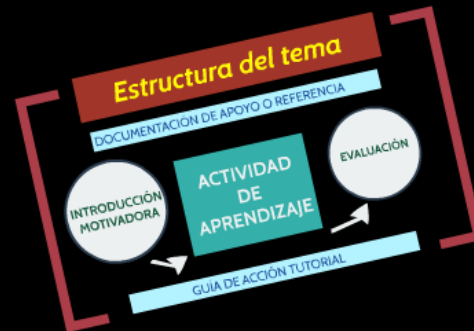 Estructura del tema
DOCUMENTACIÓN DE APOYO O REFERENCIA
INTRODUCCIÓN
MOTIVADORA
ACTIVIDAD
DE
APRENDIZAJE
EVALUACIÓN
GUÍA DE ACCIÓN TUTORIAL